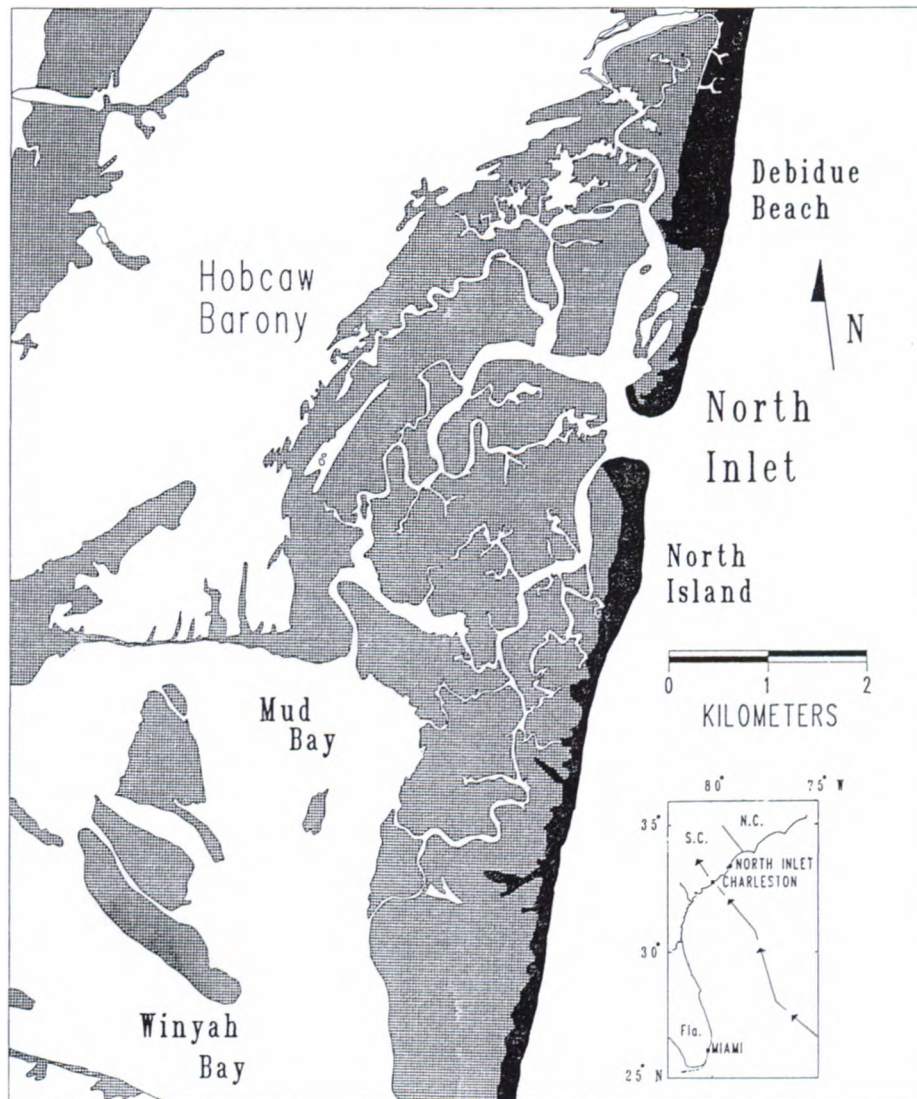 Debidue
Beach
Hobcaw
Barony
N
North
Inlet
North
Island
0 1 2
KILOMETERS
Mud
Bay
Winyah
Bay
80° 75° W
35°
N.C.
S.C.
NORTH INLET
CHARLESTON
30°
Fla.
MIAMI
25° N